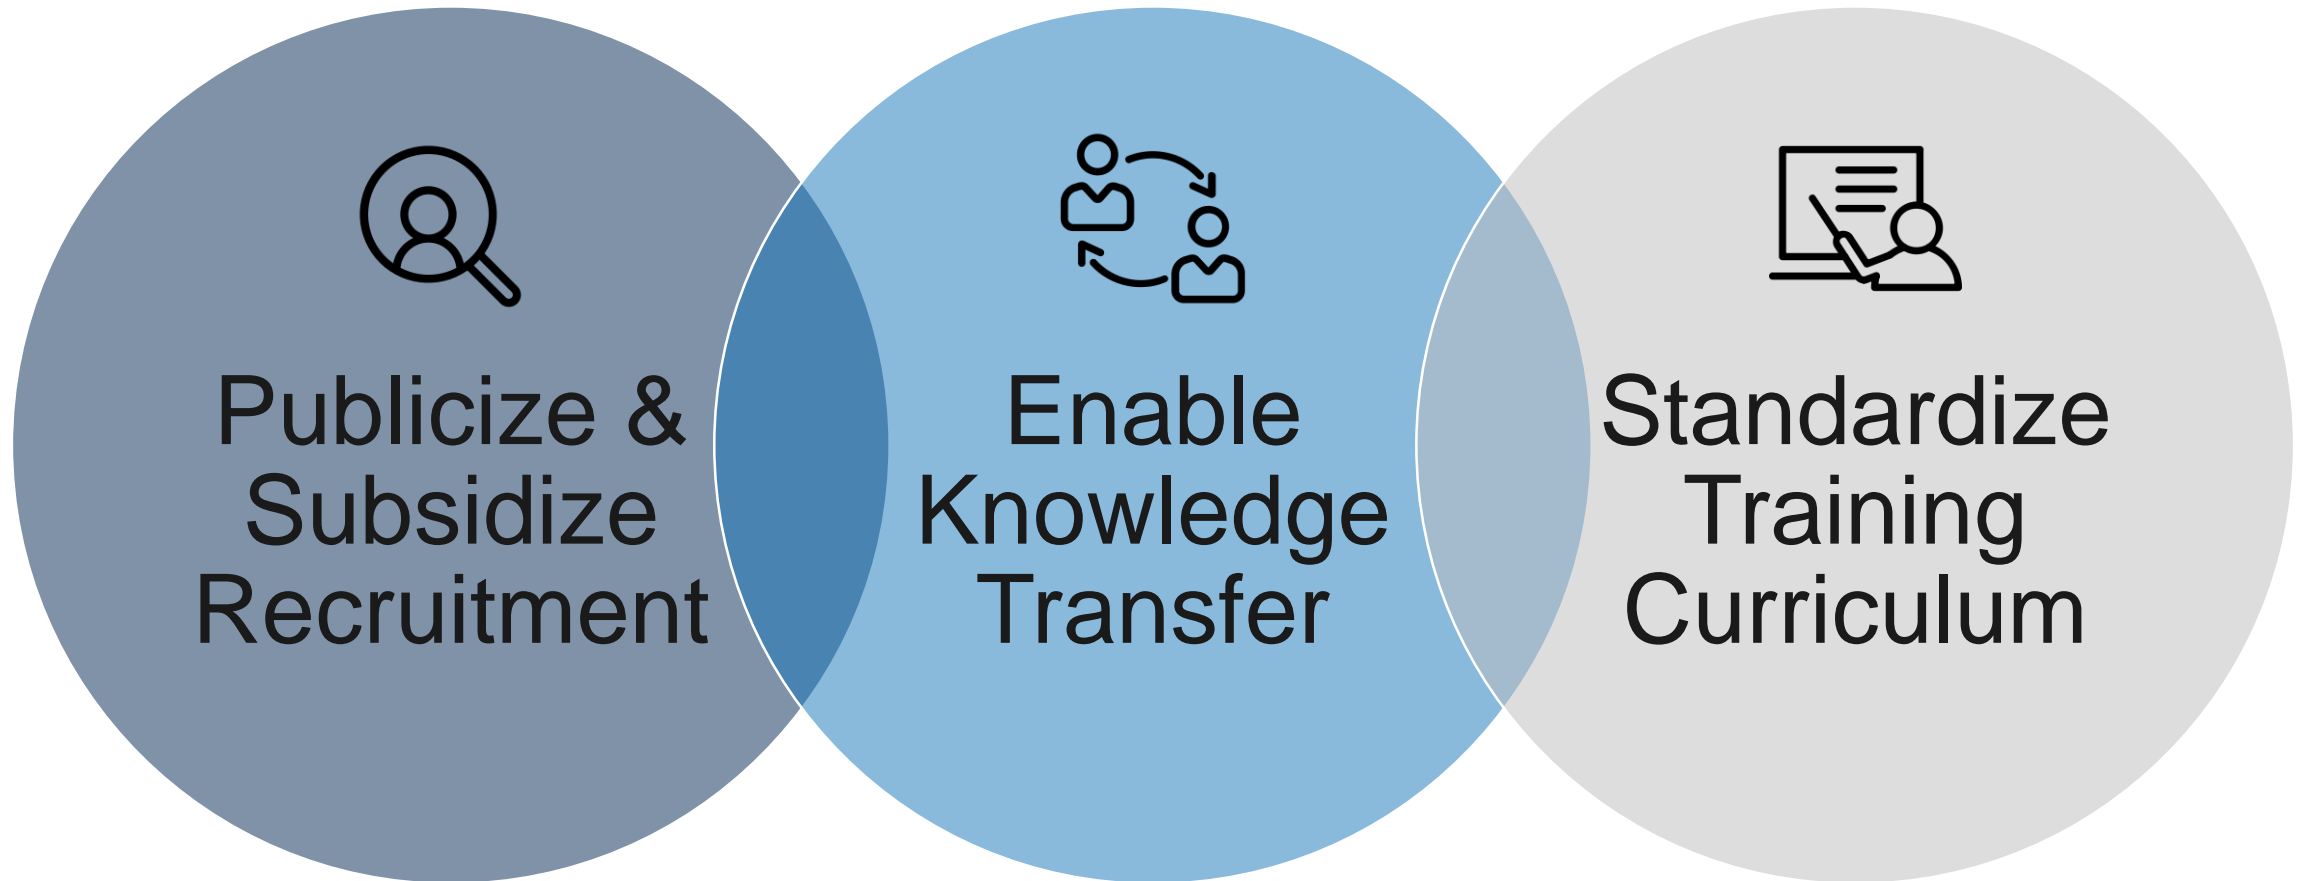 Publicize &
Subsidize
Recruitment
Enable
Knowledge
Transfer
Standardize
Training
Curriculum